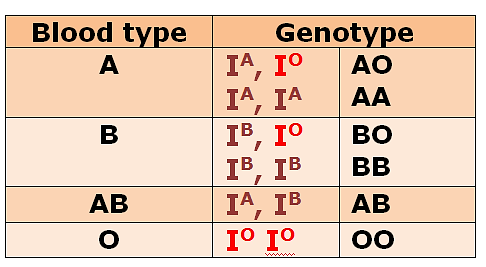 Blood type Genotype
A Iᴬ, Iᴼ AO
Iᴬ, Iᴬ AA
B Iᴮ, Iᴼ BO
Iᴮ, Iᴮ BB
AB Iᴬ, Iᴮ AB
O Iᴼ Iᴼ OO